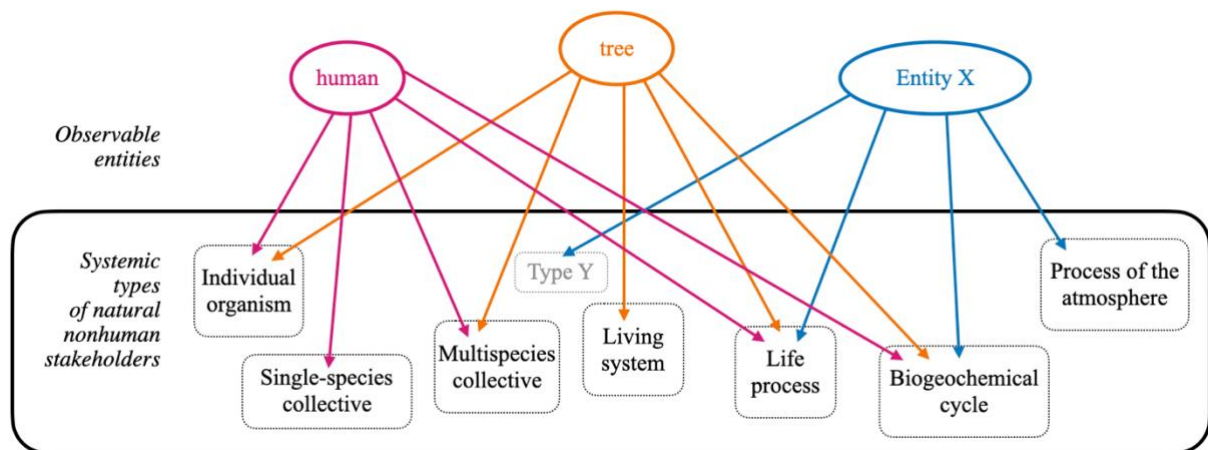 human
tree
Entity X
Observable
entities
Systemic
types
of natural
nonhuman
stakeholders
Individual
organism
Single-species
collective
Multispecies
collective
Type Y
Living
system
Life
process
Biogeochemical
cycle
Process of the
atmosphere